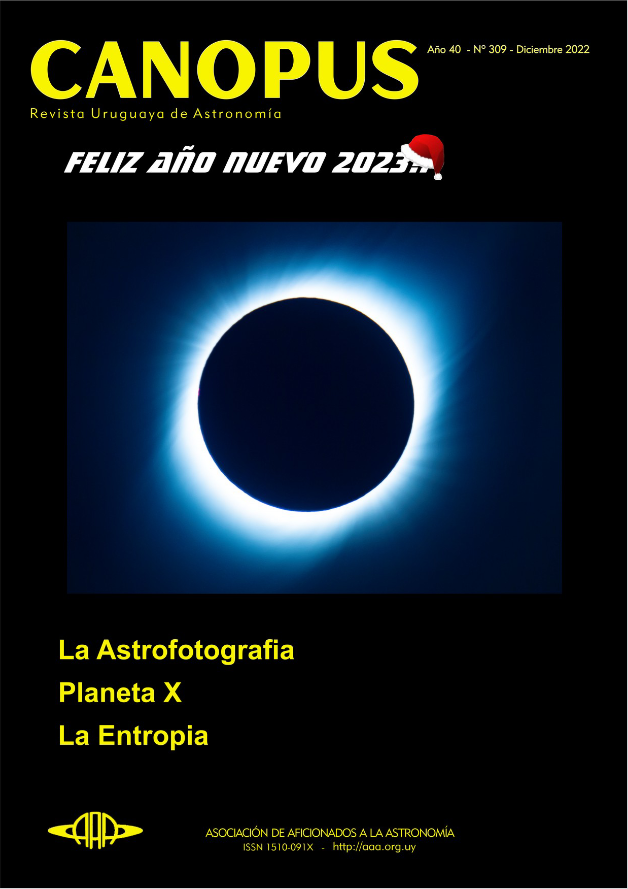 CANOPUS
Año 40 - Nº 309 - Diciembre 2022
Revista Uruguaya de Astronomía
FELIZ AÑO NUEVO 2023!!
La Astrofotografia
Planeta X
La Entropia
AAA
ASOCIACIÓN DE AFICIONADOS A LA ASTRONOMÍA
ISSN 1510-091X - http://aaa.org.uy